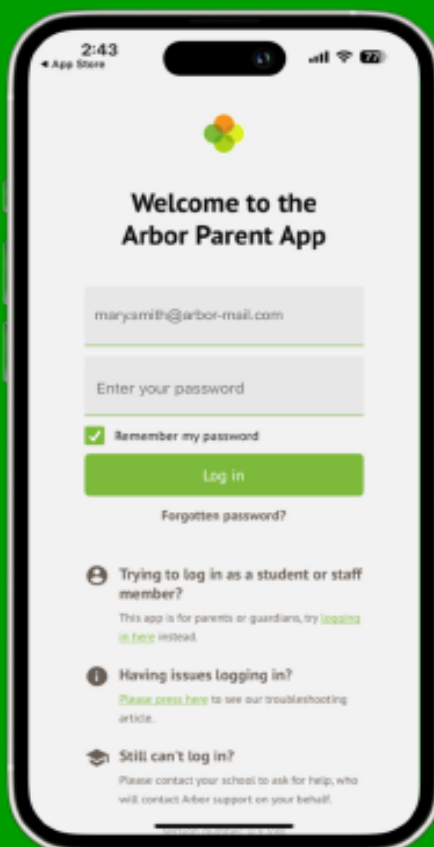 2:43
◀ App Store
77
Welcome to the
Arbor Parent App
mary.smith@arbor-mail.com
Enter your password
Remember my password
Log in
Forgotten password?
Trying to log in as a student or staff
member?
This app is for parents or guardians, try logging
in here instead.
Having issues logging in?
Please press here to see our troubleshooting
article.
Still can't log in?
Please contact your school to ask for help, who
will contact Arbor support on your behalf.